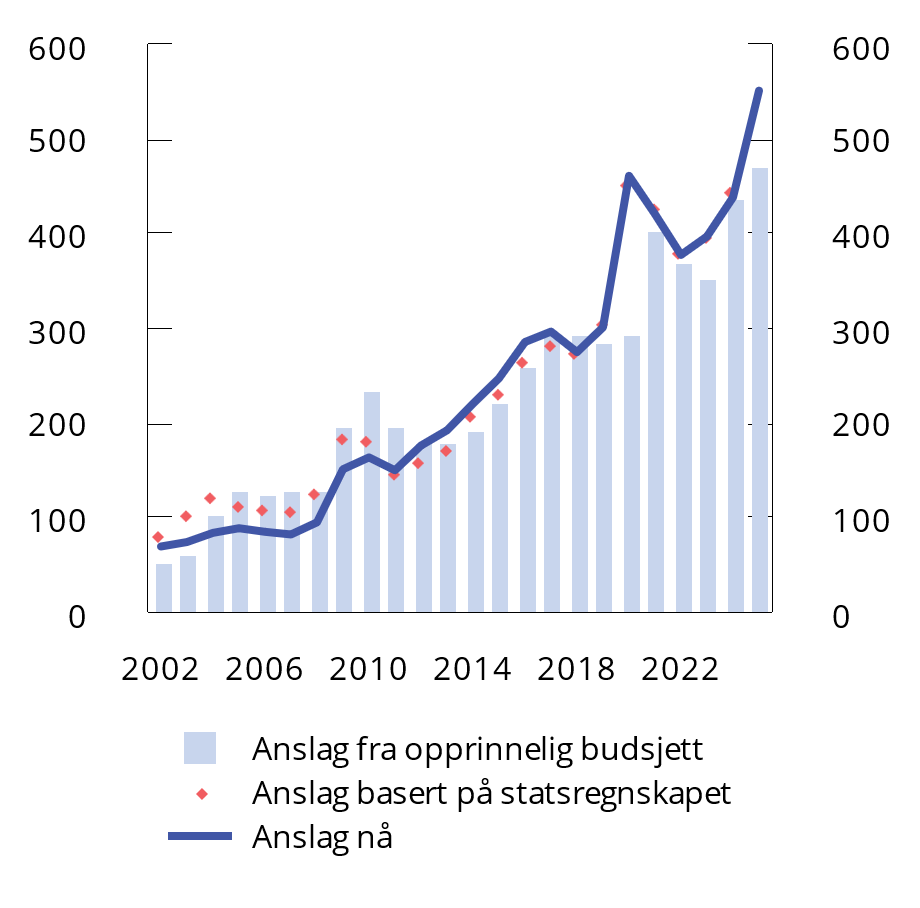 600 600
500 500
400 400
300 300
200 200
100 100
0 0
2002 2006 2010 2014 2018 2022
Anslag fra opprinnelig budsjett
Anslag basert på statsregnskapet
Anslag nå